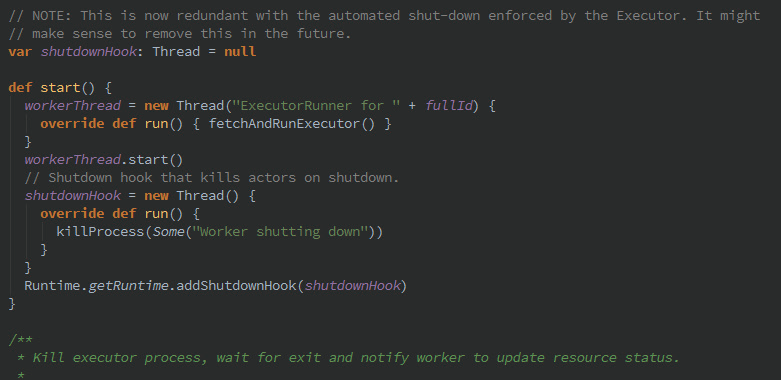 // NOTE: This is now redundant with the automated shut-down enforced by the Executor. It might
// make sense to remove this in the future.
var shutdownHook: Thread = null

def start() {
  workerThread = new Thread("ExecutorRunner for " + fullId) {
    override def run() { fetchAndRunExecutor() }
  }
  workerThread.start()
  // Shutdown hook that kills actors on shutdown.
  shutdownHook = new Thread() {
    override def run() {
      killProcess(Some("Worker shutting down"))
    }
  }
  Runtime.getRuntime.addShutdownHook(shutdownHook)
}

/**
 * Kill executor process, wait for exit and notify worker to update resource status.
 *